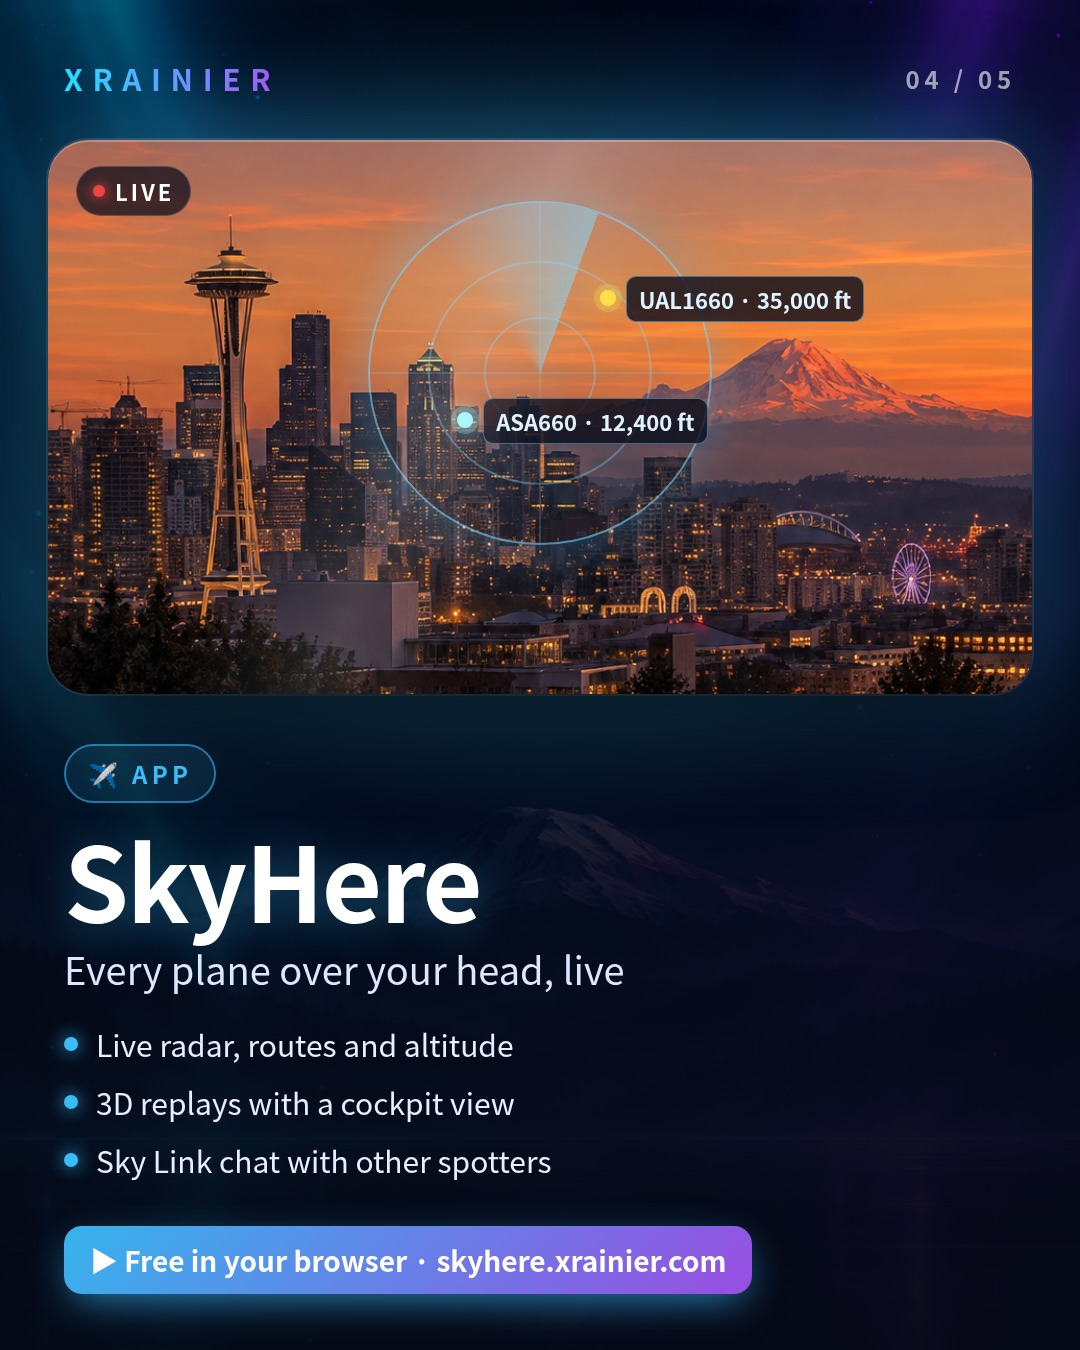 XRAINIER
04 / 05
LIVE
UAL1660 · 35,000 ft
ASA660 · 12,400 ft
✈️ APP
SkyHere
Every plane over your head, live
Live radar, routes and altitude
3D replays with a cockpit view
Sky Link chat with other spotters
▶ Free in your browser · skyhere.xrainier.com